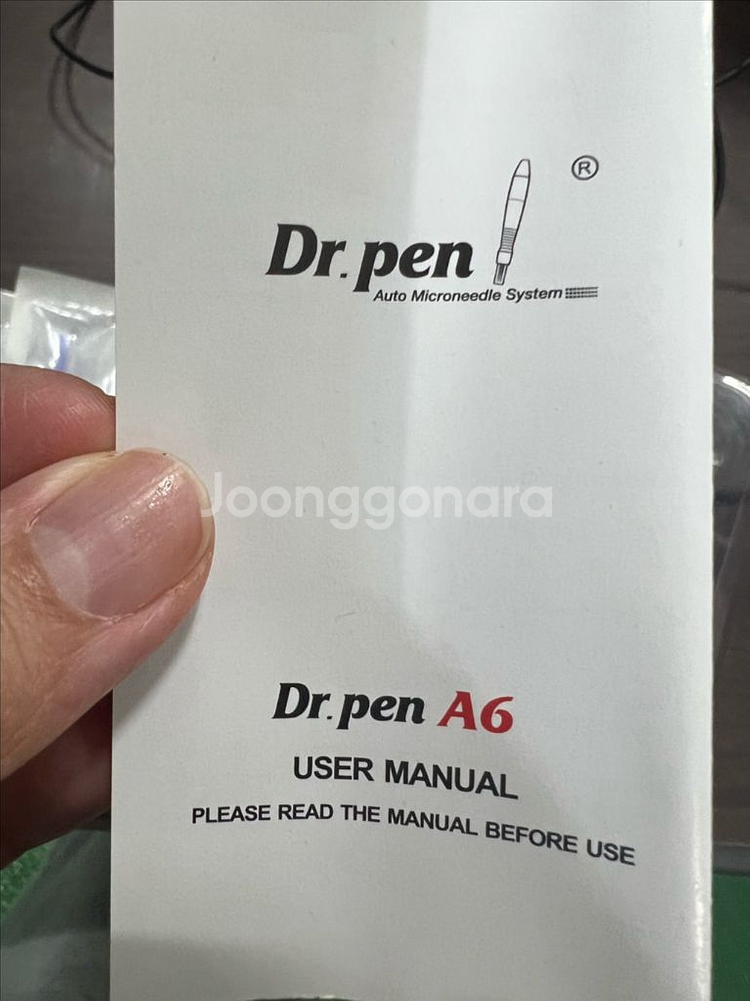 Dr. pen ®
Auto Microneedle System
Joonggonara
Dr. pen A6
USER MANUAL
PLEASE READ THE MANUAL BEFORE USE